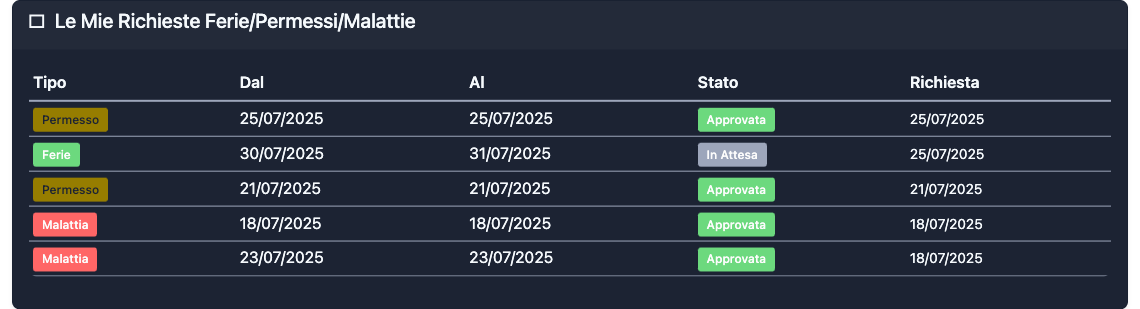 Le Mie Richieste Ferie/Permessi/Malattie
Tipo Dal Al Stato Richiesta
Permesso 25/07/2025 25/07/2025 Approvata 25/07/2025
Ferie 30/07/2025 31/07/2025 In Attesa 25/07/2025
Permesso 21/07/2025 21/07/2025 Approvata 21/07/2025
Malattia 18/07/2025 18/07/2025 Approvata 18/07/2025
Malattia 23/07/2025 23/07/2025 Approvata 18/07/2025